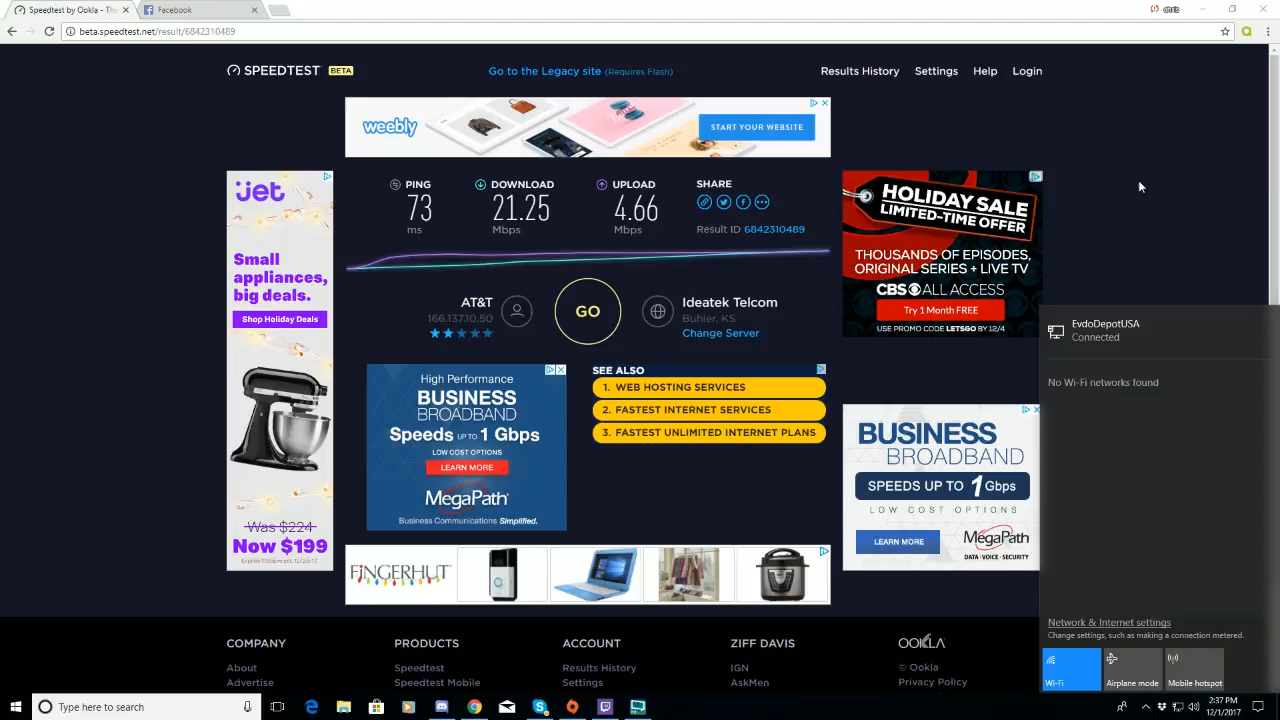 Speedtest by Ookla - The
Facebook
chris
beta.speedtest.net/result/6842310489
SPEEDTEST BETA
Go to the Legacy site (Requires Flash)
Results History
Settings
Help
Login
weebly
START YOUR WEBSITE
jet
Small
appliances,
big deals.
Shop Holiday Deals
Was $224
Now $199
PING
73
ms
DOWNLOAD
21.25
Mbps
UPLOAD
4.66
Mbps
SHARE
Result ID 6842310489
AT&T
166.137.10.50
GO
Ideatek Telcom
Buhler, KS
Change Server
HOLIDAY SALE
LIMITED-TIME OFFER
THOUSANDS OF EPISODES,
ORIGINAL SERIES + LIVE TV
CBS ALL ACCESS
Try 1 Month FREE
USE PROMO CODE LETSGO BY 12/4
High Performance
BUSINESS
BROADBAND
Speeds UP TO 1 Gbps
LOW COST OPTIONS
LEARN MORE
MegaPath
Business Communications Simplified.
SEE ALSO
1. WEB HOSTING SERVICES
2. FASTEST INTERNET SERVICES
3. FASTEST UNLIMITED INTERNET PLANS
BUSINESS
BROADBAND
SPEEDS UP TO 1 Gbps
LOW COST OPTIONS
LEARN MORE
MegaPath
DATA - VOICE - SECURITY
FINGERHUT
EvdoDepotUSA
Connected
No Wi-Fi networks found
Network & Internet settings
Change settings, such as making a connection metered.
Wi-Fi
Airplane mode
Mobile hotspot
COMPANY
About
Advertise
PRODUCTS
Speedtest
Speedtest Mobile
ACCOUNT
Results History
Settings
ZIFF DAVIS
IGN
AskMen
OOKLA
© Ookla
Privacy Policy
Type here to search
2:37 PM
12/1/2017